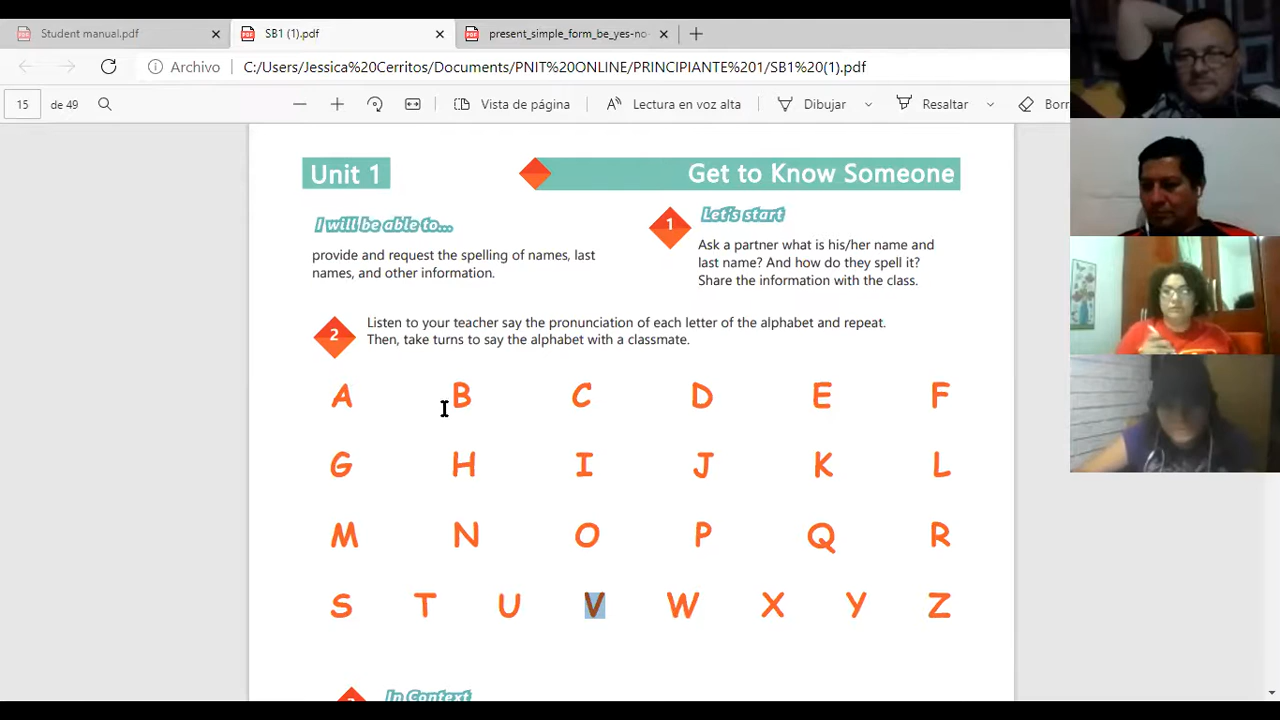 Student manual.pdf
SB1 (1).pdf
present_simple_form_be_yes-no-
Archivo C:/Users/Jessica%20Cerritos/Documents/PNIT%20ONLINE/PRINCIPIANTE%201/SB1%20(1).pdf
15 de 49 Vista de página Lectura en voz alta Dibujar Resaltar Borr
Unit 1 Get to Know Someone
I will be able to...
provide and request the spelling of names, last
names, and other information.
1 Let's start
Ask a partner what is his/her name and
last name? And how do they spell it?
Share the information with the class.
2 Listen to your teacher say the pronunciation of each letter of the alphabet and repeat.
Then, take turns to say the alphabet with a classmate.
A B C D E F
G H I J K L
M N O P Q R
S T U V W X Y Z
In Context